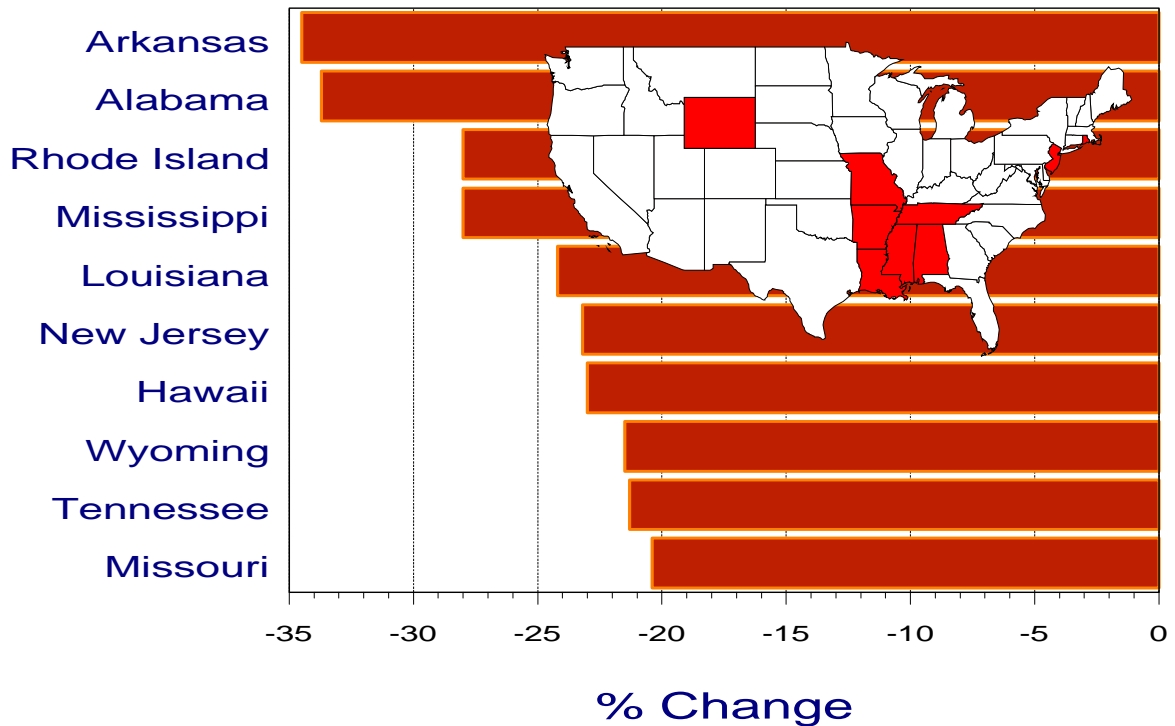 Arkansas
Alabama
Rhode Island
Mississippi
Louisiana
New Jersey
Hawaii
Wyoming
Tennessee
Missouri
-35 -30 -25 -20 -15 -10 -5 0
% Change